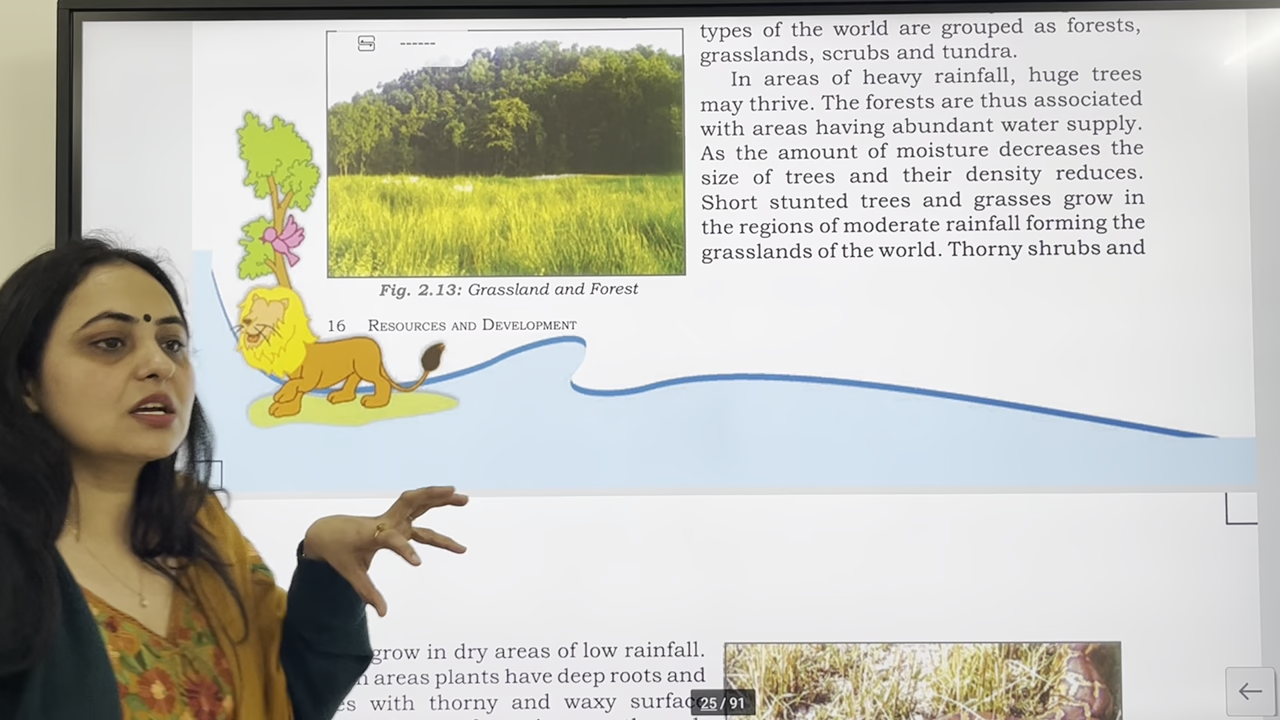 types of the world are grouped as forests,
grasslands, scrubs and tundra.
In areas of heavy rainfall, huge trees
may thrive. The forests are thus associated
with areas having abundant water supply.
As the amount of moisture decreases the
size of trees and their density reduces.
Short stunted trees and grasses grow in
the regions of moderate rainfall forming the
grasslands of the world. Thorny shrubs and
Fig. 2.13: Grassland and Forest
16 RESOURCES AND DEVELOPMENT
grow in dry areas of low rainfall.
areas plants have deep roots and
with thorny and waxy surface
25 / 91